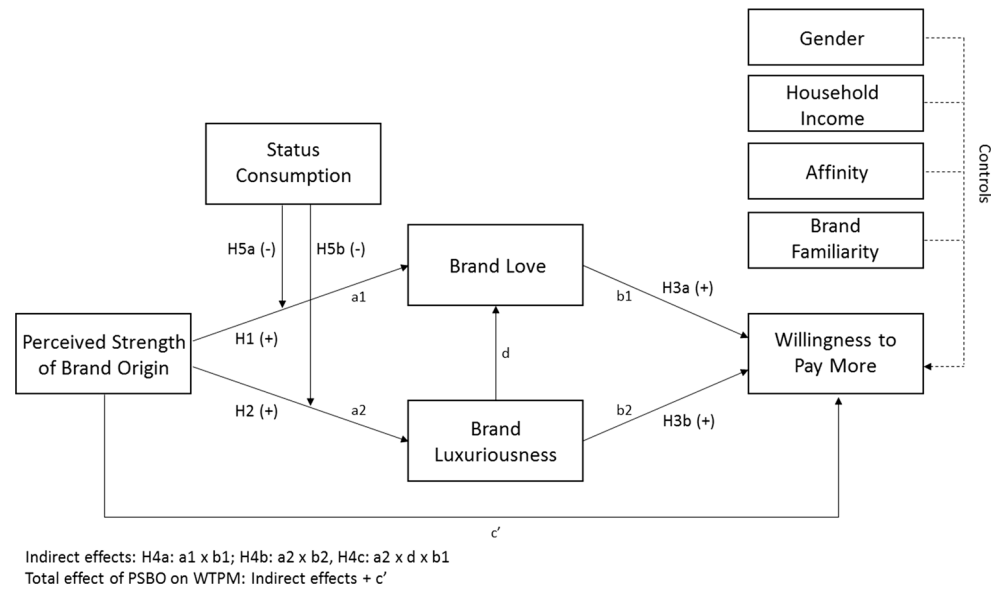 Gender
Household
Income
Affinity
Brand
Familiarity
Controls
Status
Consumption
H5a (-)
H5b (-)
Brand Love
a1
b1
H3a (+)
Perceived Strength
of Brand Origin
H1 (+)
d
Willingness to
Pay More
H2 (+)
a2
b2
H3b (+)
Brand
Luxuriousness
c’
Indirect effects: H4a: a1 x b1; H4b: a2 x b2, H4c: a2 x d x b1
Total effect of PSBO on WTPM: Indirect effects + c’